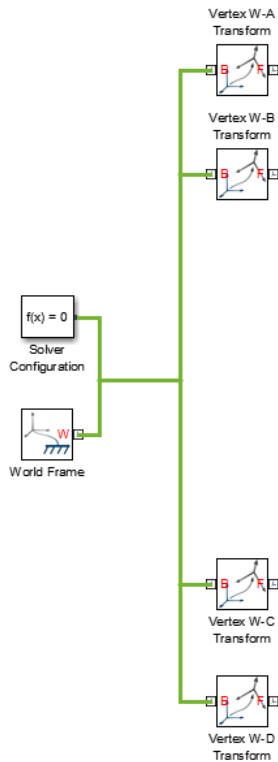 Vertex W-A
Transform
B F
Vertex W-B
Transform
B F
f(x) = 0
Solver
Configuration
W
World Frame
B F
Vertex W-C
Transform
B F
Vertex W-D
Transform